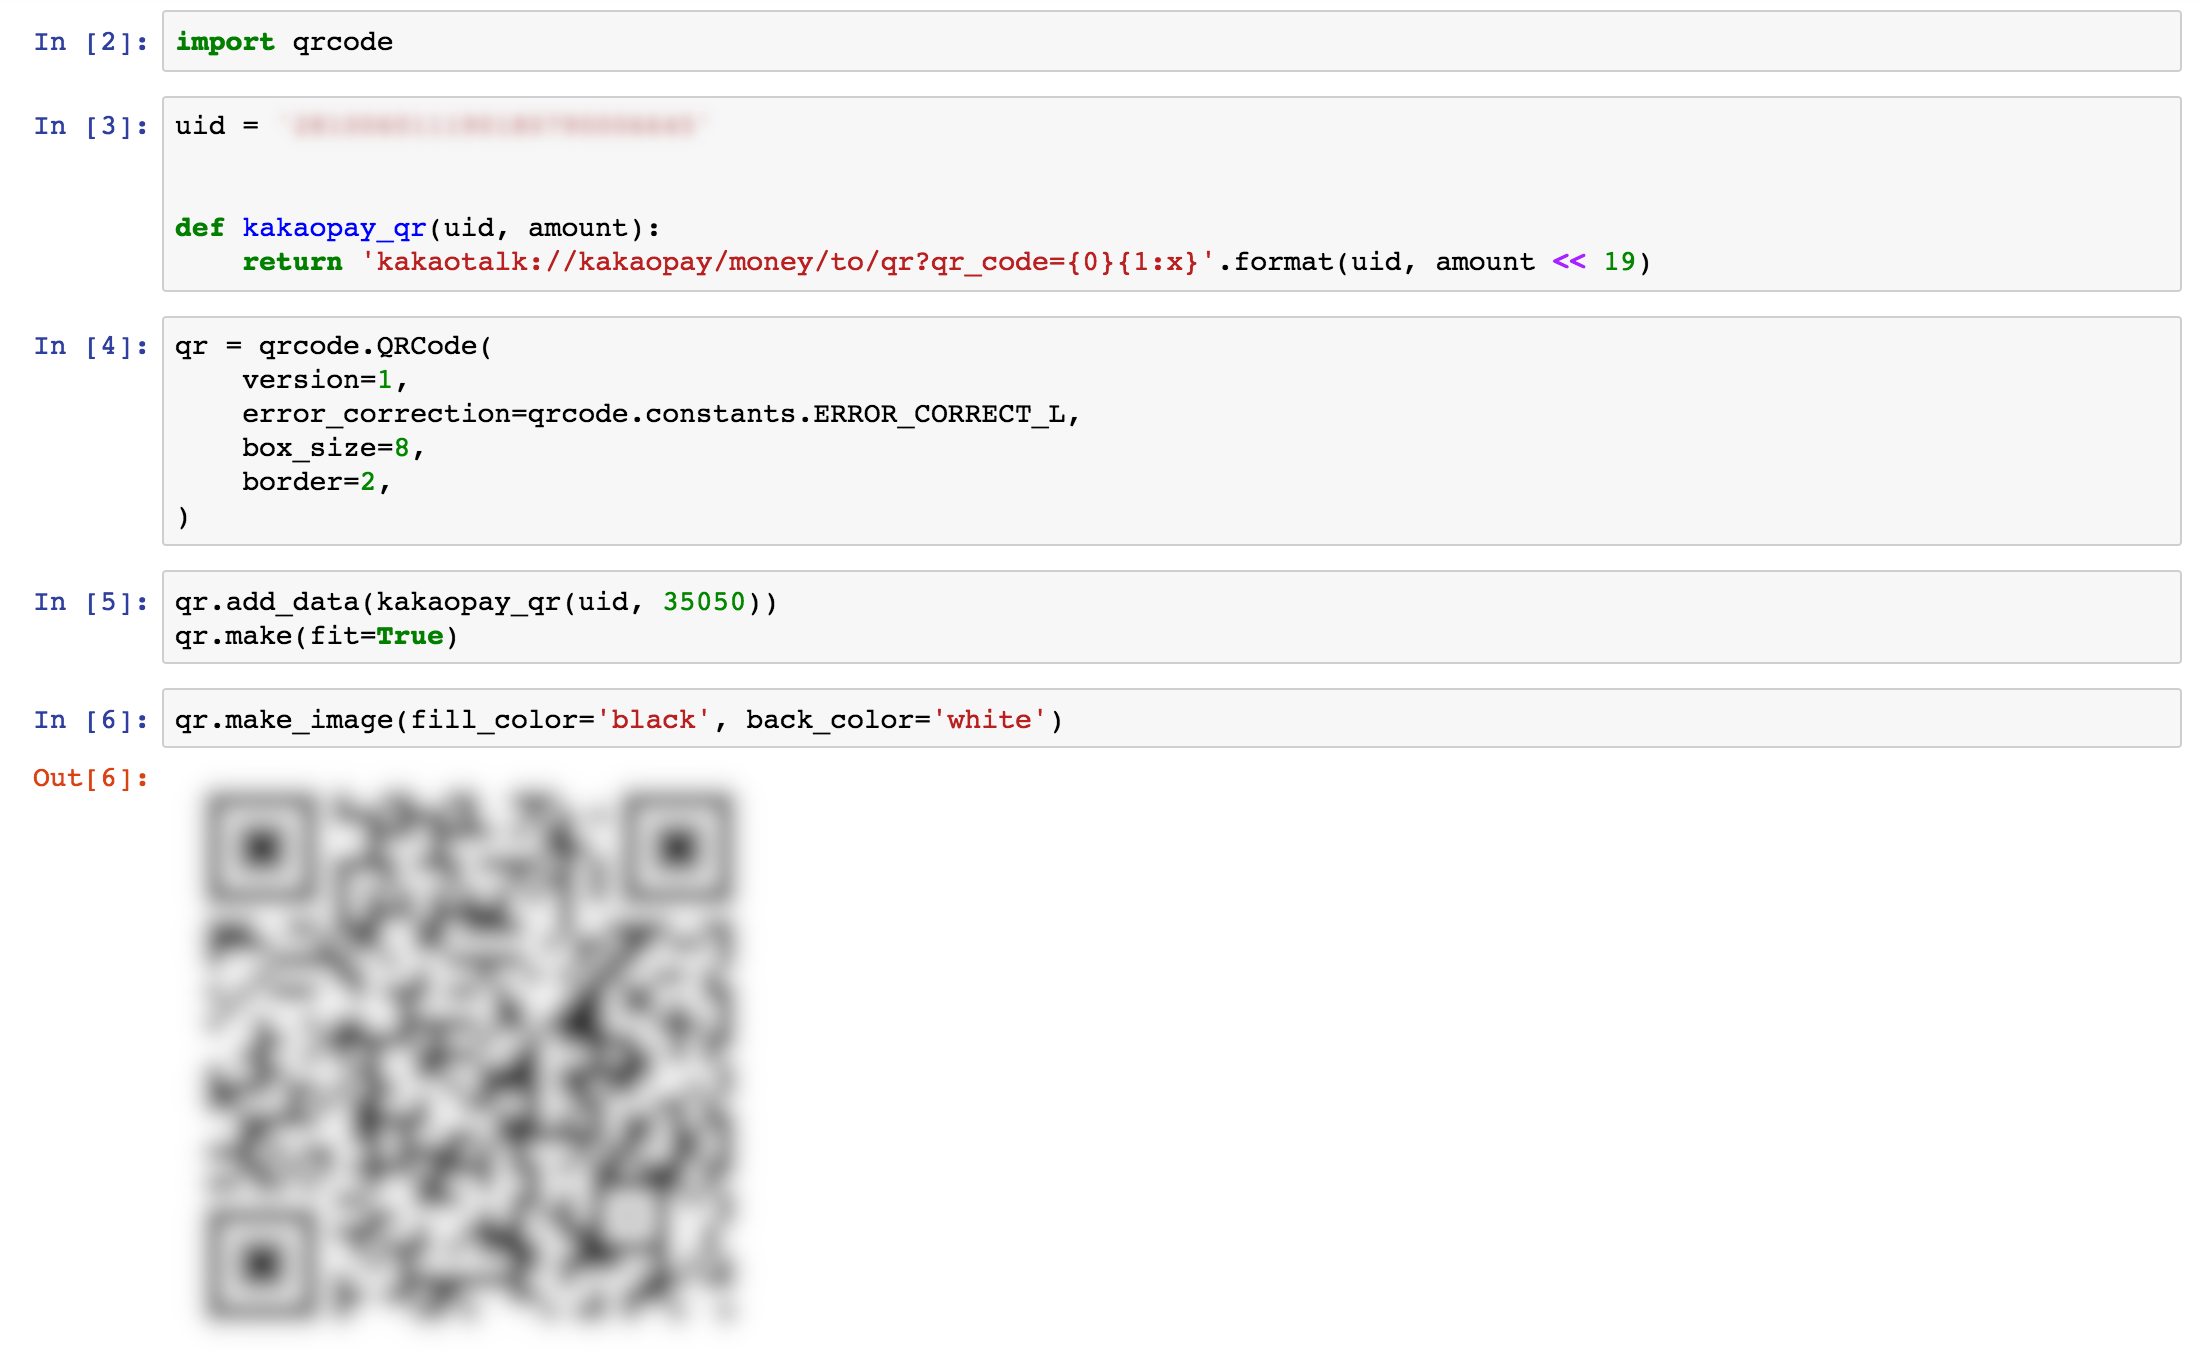 In [2]: import qrcode
In [3]: uid =
def kakaopay_qr(uid, amount):
    return 'kakaotalk://kakaopay/money/to/qr?qr_code={0}{1:x}'.format(uid, amount << 19)
In [4]: qr = qrcode.QRCode(
    version=1,
    error_correction=qrcode.constants.ERROR_CORRECT_L,
    box_size=8,
    border=2,
)
In [5]: qr.add_data(kakaopay_qr(uid, 35050))
qr.make(fit=True)
In [6]: qr.make_image(fill_color='black', back_color='white')
Out[6]: